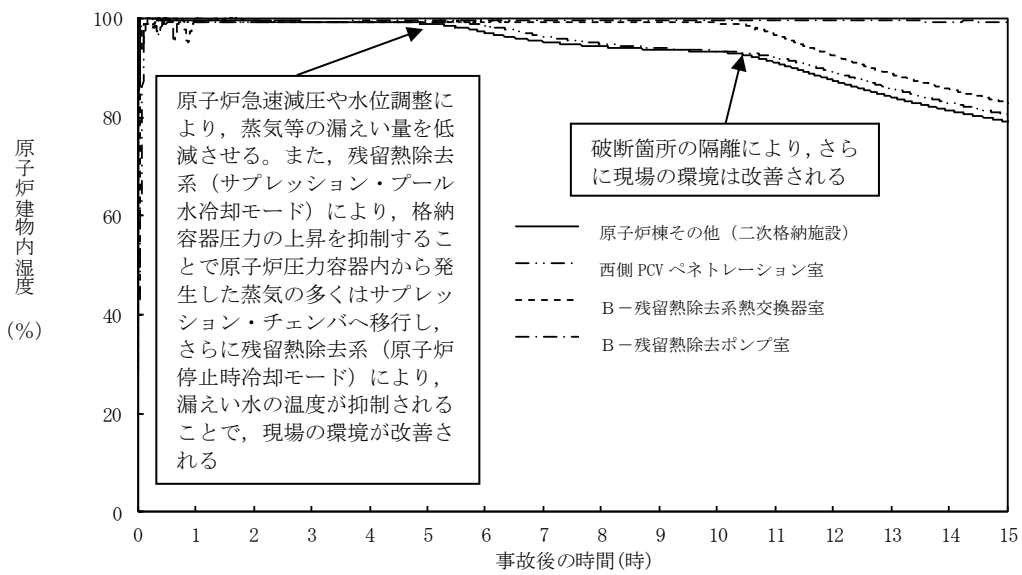 100
80
60
40
20
0
原子炉建物内湿度
(%)
0 1 2 3 4 5 6 7 8 9 10 11 12 13 14 15
事故後の時間(時)
原子炉急速減圧や水位調整に
より，蒸気等の漏えい量を低
減させる。また，残留熱除去
系（サプレッション・プール
水冷却モード）により，格納
容器圧力の上昇を抑制するこ
とで原子炉圧力容器内から発
生した蒸気の多くはサプレッ
ション・チェンバへ移行し，
さらに残留熱除去系（原子炉
停止時冷却モード）により，
漏えい水の温度が抑制される
ことで，現場の環境が改善さ
れる
破断箇所の隔離により，さら
に現場の環境は改善される
原子炉棟その他（二次格納施設）
西側 PCV ペネトレーション室
Ｂ－残留熱除去系熱交換器室
Ｂ－残留熱除去ポンプ室